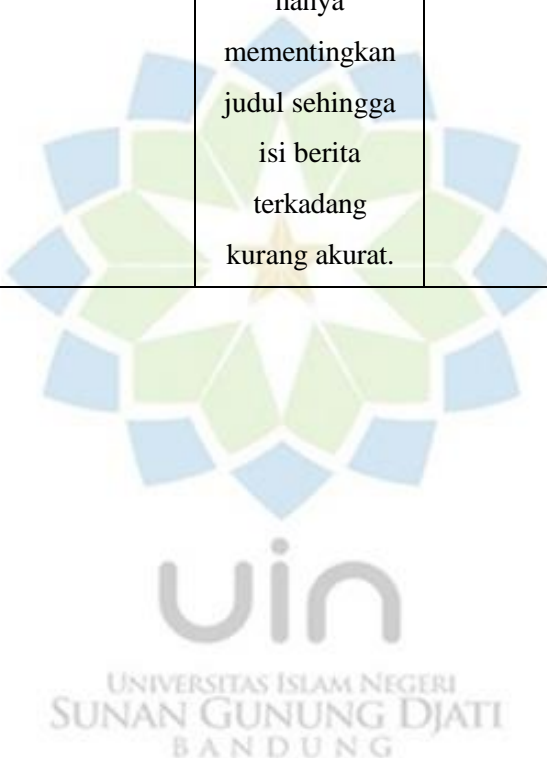 hanya
mementingkan
judul sehingga
isi berita
terkadang
kurang akurat.
uin
UNIVERSITAS ISLAM NEGERI
SUNAN GUNUNG DJATI
BANDUNG